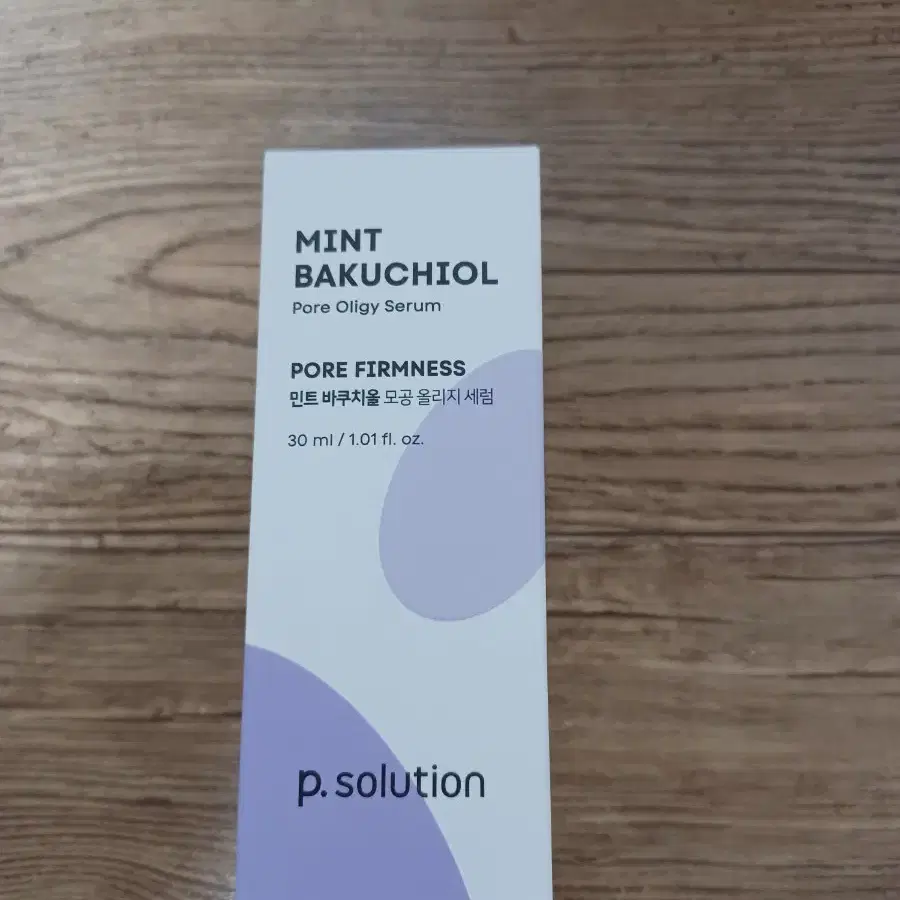 MINT
BAKUCHIOL
Pore Oligy Serum
PORE FIRMNESS
민트 바쿠치올 모공 올리지 세럼
30 ml / 1.01 fl. oz.
p. solution